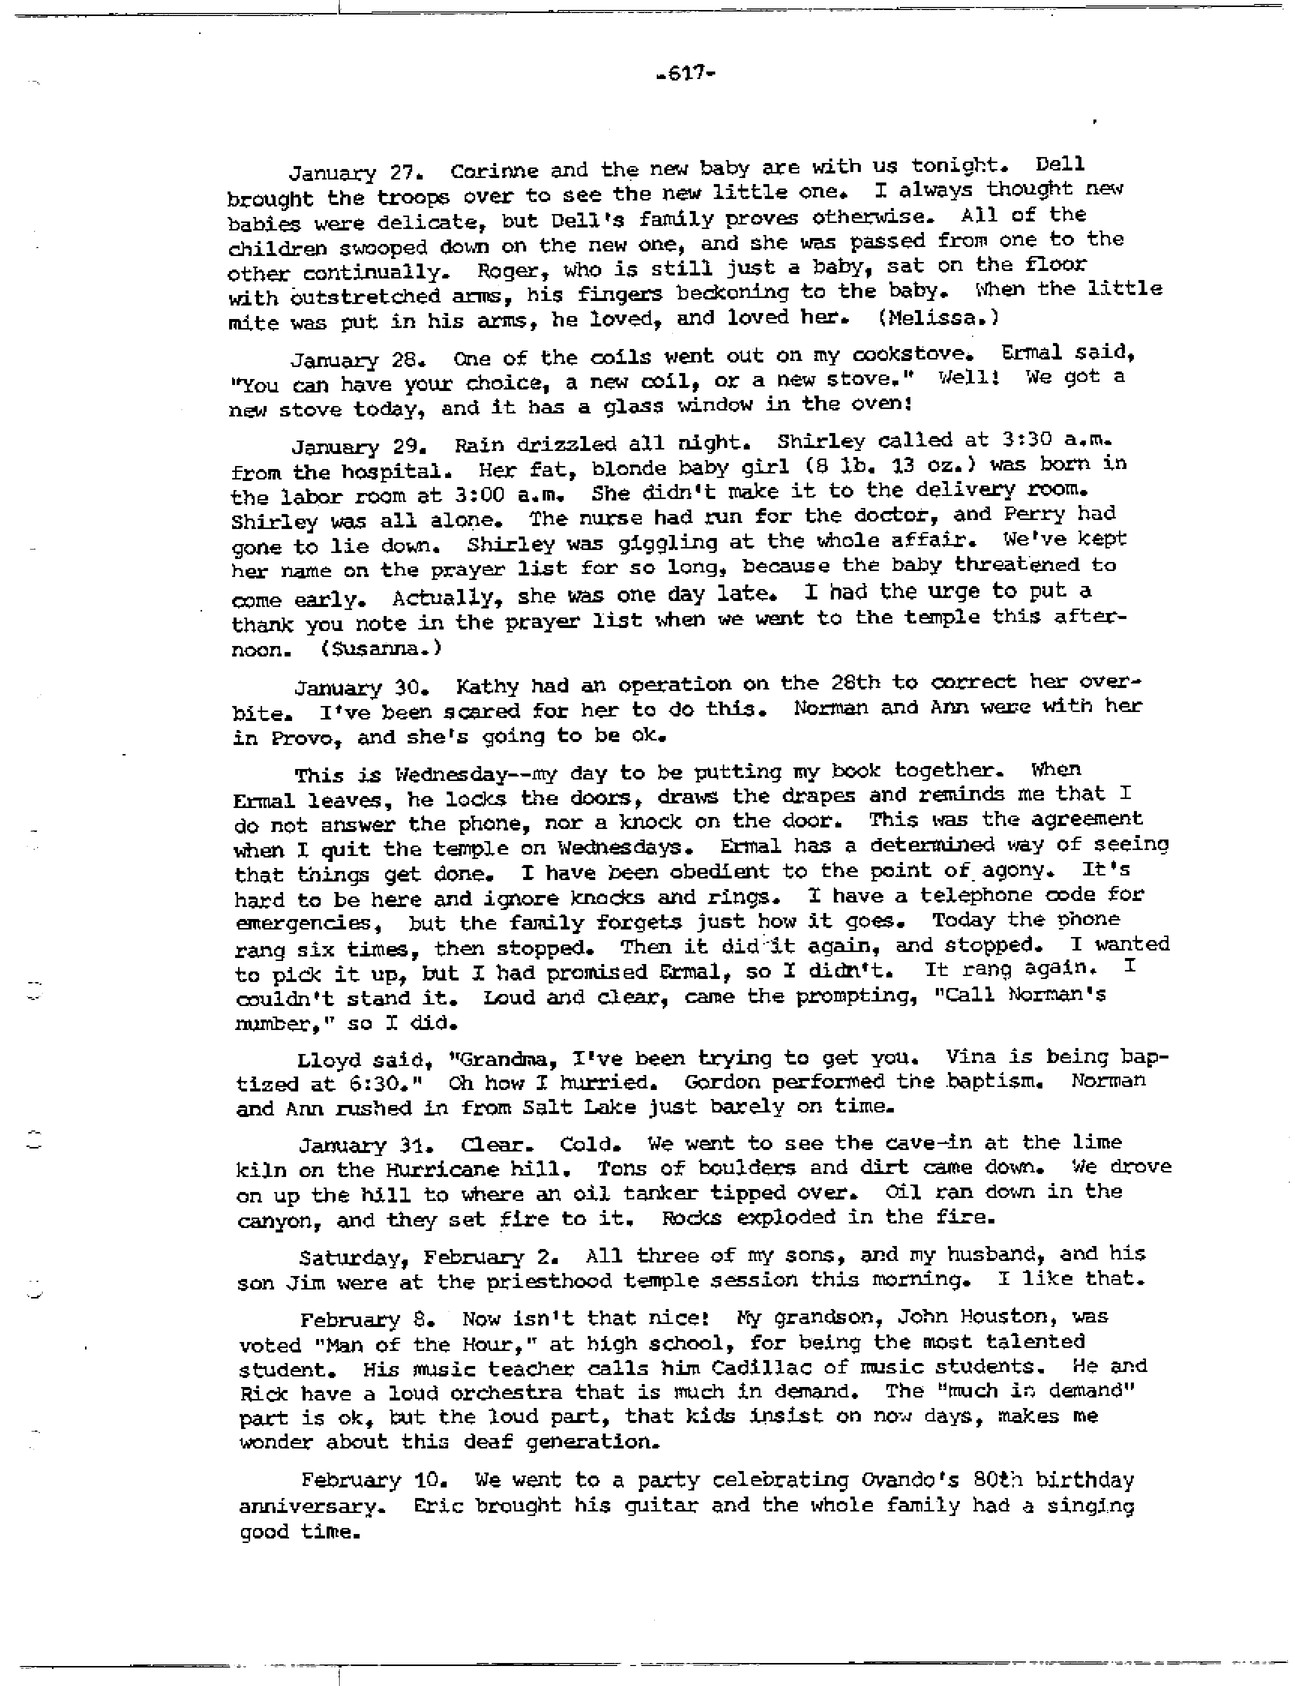 -617-
January 27. Corinne and the new baby are with us tonight. Dell
brought the troops over to see the new little one. I always thought new
babies were delicate, but Dell's family proves otherwise. All of the
children swooped down on the new one, and she was passed from one to the
other continually. Roger, who is still just a baby, sat on the floor
with outstretched arms, his fingers beckoning to the baby. When the little
mite was put in his arms, he loved, and loved her. (Melissa.)
January 28. One of the coils went out on my cookstove. Ermal said,
"You can have your choice, a new coil, or a new stove." Well! We got a
new stove today, and it has a glass window in the oven!
January 29. Rain drizzled all night. Shirley called at 3:30 a.m.
from the hospital. Her fat, blonde baby girl (8 lb. 13 oz.) was born in
the labor room at 3:00 a.m. She didn't make it to the delivery room.
Shirley was all alone. The nurse had run for the doctor, and Perry had
gone to lie down. Shirley was giggling at the whole affair. We've kept
her name on the prayer list for so long, because the baby threatened to
come early. Actually, she was one day late. I had the urge to put a
thank you note in the prayer list when we went to the temple this after-
noon. (Susanna.)
January 30. Kathy had an operation on the 28th to correct her over-
bite. I've been scared for her to do this. Norman and Ann were with her
in Provo, and she's going to be ok.
This is Wednesday--my day to be putting my book together. When
Ermal leaves, he locks the doors, draws the drapes and reminds me that I
do not answer the phone, nor a knock on the door. This was the agreement
when I quit the temple on Wednesdays. Ermal has a determined way of seeing
that things get done. I have been obedient to the point of agony. It's
hard to be here and ignore knocks and rings. I have a telephone code for
emergencies, but the family forgets just how it goes. Today the phone
rang six times, then stopped. Then it did it again, and stopped. I wanted
to pick it up, but I had promised Ermal, so I didn't. It rang again. I
couldn't stand it. Loud and clear, came the prompting, "Call Norman's
number," so I did.
Lloyd said, "Grandma, I've been trying to get you. Vina is being bap-
tized at 6:30." Oh how I hurried. Gordon performed the baptism. Norman
and Ann rushed in from Salt Lake just barely on time.
January 31. Clear. Cold. We went to see the cave-in at the lime
kiln on the Hurricane hill. Tons of boulders and dirt came down. We drove
on up the hill to where an oil tanker tipped over. Oil ran down in the
canyon, and they set fire to it. Rocks exploded in the fire.
Saturday, February 2. All three of my sons, and my husband, and his
son Jim were at the priesthood temple session this morning. I like that.
February 8. Now isn't that nice! My grandson, John Houston, was
voted "Man of the Hour," at high school, for being the most talented
student. His music teacher calls him Cadillac of music students. He and
Rick have a loud orchestra that is much in demand. The "much in demand"
part is ok, but the loud part, that kids insist on now days, makes me
wonder about this deaf generation.
February 10. We went to a party celebrating Ovando's 80th birthday
anniversary. Eric brought his guitar and the whole family had a singing
good time.